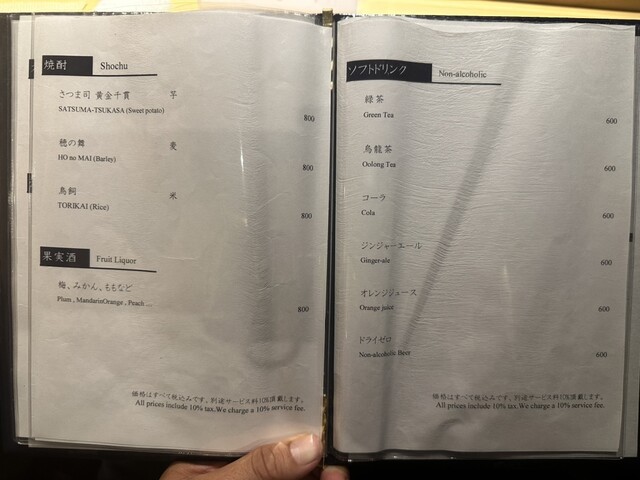 焼酎 Shochu
さつま司 黄金千貫 芋
SATSUMA-TSUKASA (Sweet potato)
800
穂の舞 麦
HO no MAI (Barley)
800
鳥飼 米
TORIKAI (Rice)
800
果実酒 Fruit Liquor
梅、みかん、ももなど
Plum , MandarinOrange , Peach ....
800
価格はすべて税込みです。別途サービス料10%頂戴します。
All prices include 10% tax.We charge a 10% service fee.
ソフトドリンク Non-alcoholic
緑茶
Green Tea
600
烏龍茶
Oolong Tea
600
コーラ
Cola
600
ジンジャーエール
Ginger-ale
600
オレンジジュース
Orange juice
600
ドライゼロ
Non-alcoholic Beer
600
価格はすべて税込みです。別途サービス料10%頂戴します。
All prices include 10% tax.We charge a 10% service fee.